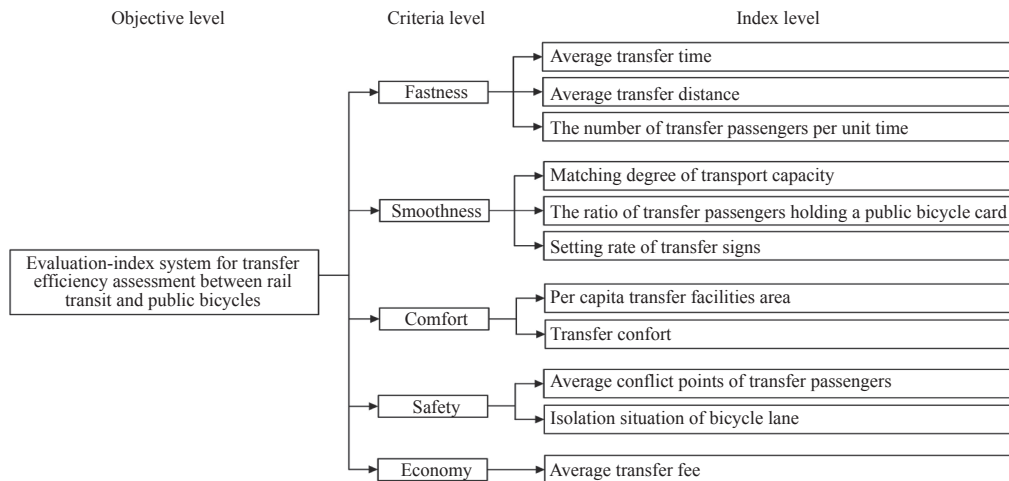 Objective level
Criteria level
Index level
Evaluation-index system for transfer
efficiency assessment between rail
transit and public bicycles
Fastness
Average transfer time
Average transfer distance
The number of transfer passengers per unit time
Smoothness
Matching degree of transport capacity
The ratio of transfer passengers holding a public bicycle card
Setting rate of transfer signs
Comfort
Per capita transfer facilities area
Transfer confort
Safety
Average conflict points of transfer passengers
Isolation situation of bicycle lane
Economy
Average transfer fee